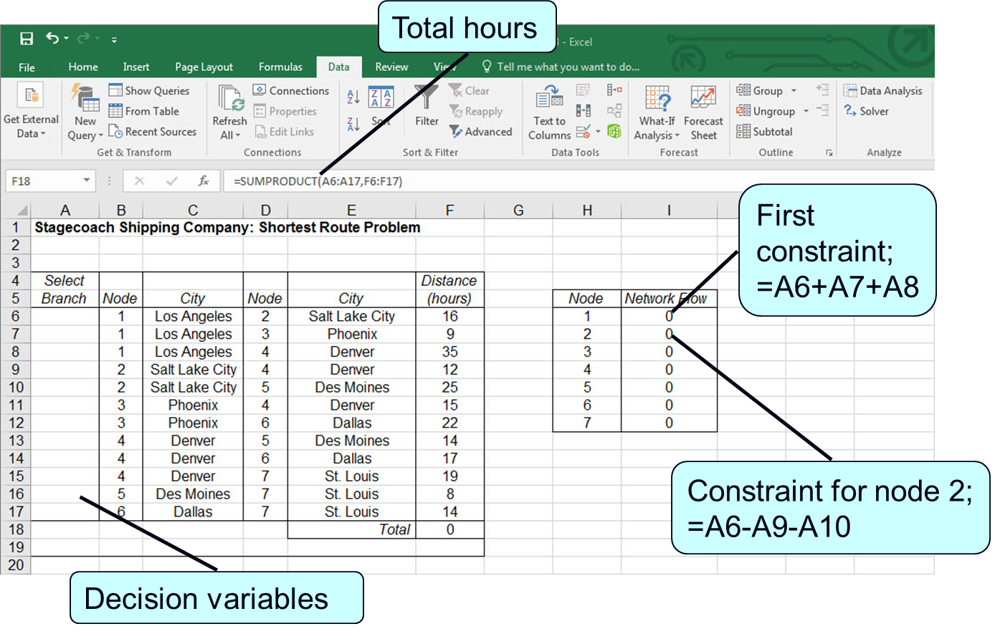 Total hours
3 - Excel
File Home Insert Page Layout Formulas Data Review View Tell me what you want to do...
Get External Data
New Query
Show Queries
From Table
Recent Sources
Get & Transform
Refresh All
Connections
Properties
Edit Links
Connections
Sort
Filter
Clear
Reapply
Advanced
Sort & Filter
Text to Columns
Data Tools
What-If Analysis
Forecast Sheet
Forecast
Group
Ungroup
Subtotal
Outline
Data Analysis
Solver
Analyze
F18 fx =SUMPRODUCT(A6:A17,F6:F17)
A B C D E F G H I
1 Stagecoach Shipping Company: Shortest Route Problem
2
3
4 Select Distance
5 Branch Node City Node City (hours) Node Network Flow
6 1 Los Angeles 2 Salt Lake City 16 1 0
7 1 Los Angeles 3 Phoenix 9 2 0
8 1 Los Angeles 4 Denver 35 3 0
9 2 Salt Lake City 4 Denver 12 4 0
10 2 Salt Lake City 5 Des Moines 25 5 0
11 3 Phoenix 4 Denver 15 6 0
12 3 Phoenix 6 Dallas 22 7 0
13 4 Denver 5 Des Moines 14
14 4 Denver 6 Dallas 17
15 4 Denver 7 St. Louis 19
16 5 Des Moines 7 St. Louis 8
17 6 Dallas 7 St. Louis 14
18 Total 0
19
20
First
constraint;
=A6+A7+A8
Constraint for node 2;
=A6-A9-A10
Decision variables